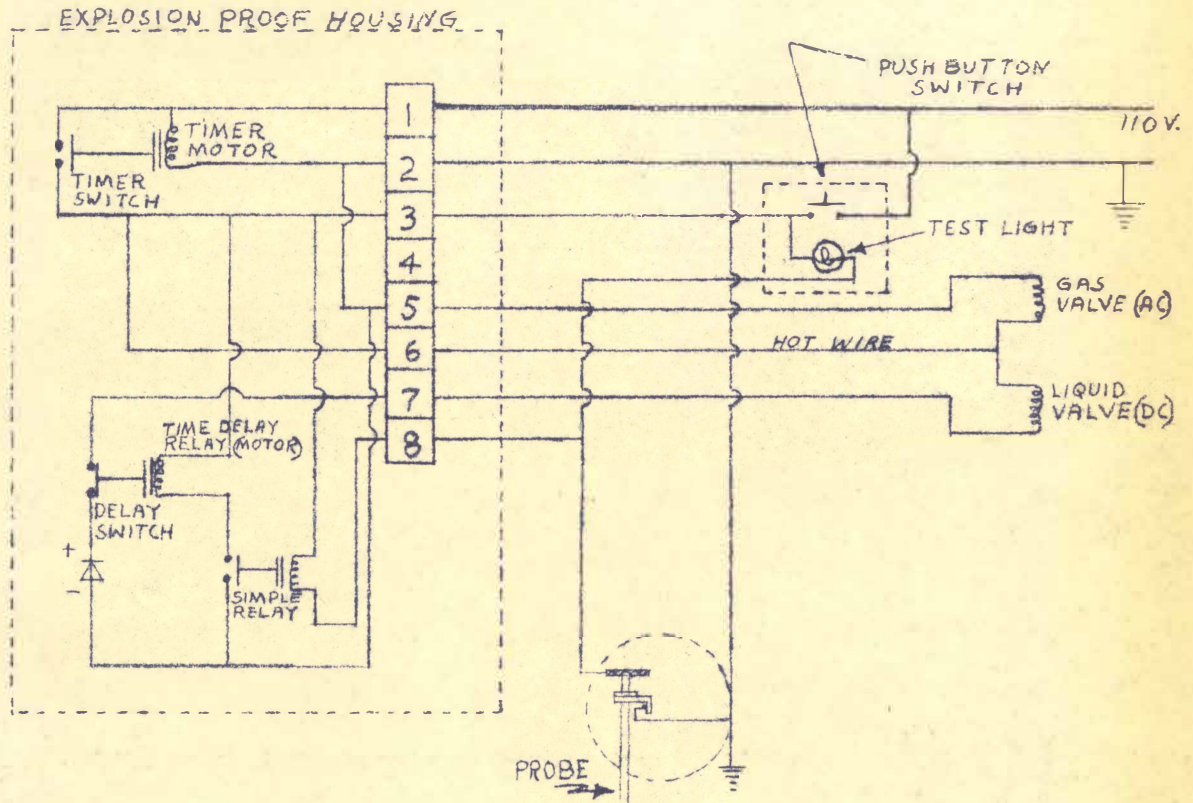 EXPLOSION PROOF HOUSING
PUSH BUTTON
SWITCH
1
110 V.
TIMER
MOTOR
2
TIMER
SWITCH
3
TEST LIGHT
4
GAS
VALVE (AC)
5
6
HOT WIRE
7
LIQUID
VALVE (DC)
TIME DELAY
RELAY (MOTOR)
8
DELAY
SWITCH
+
-
SIMPLE
RELAY
PROBE